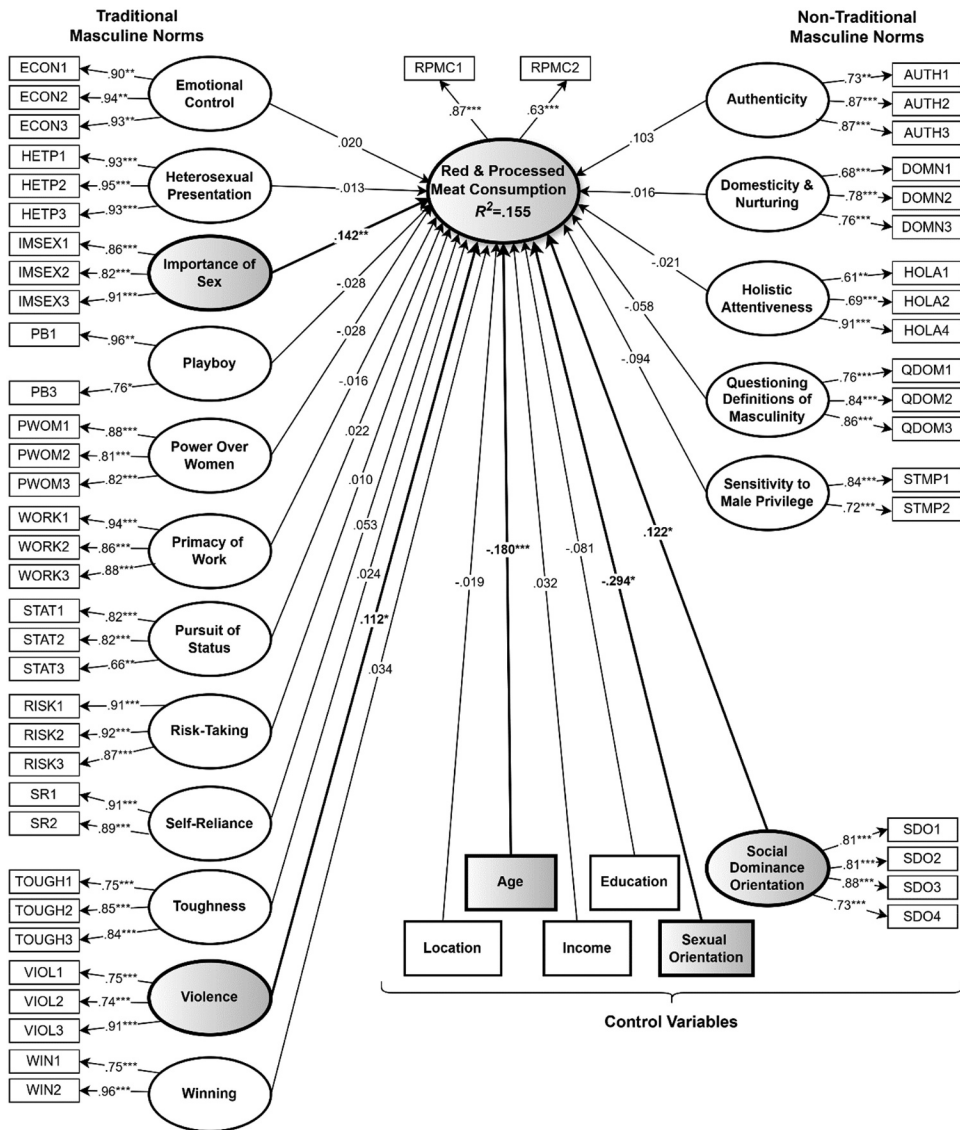 Traditional
Masculine Norms
Non-Traditional
Masculine Norms
ECON1
.90**
ECON2
.94**
ECON3
.93**
Emotional
Control
.020
HETP1
.93***
HETP2
.95***
HETP3
.93***
Heterosexual
Presentation
.013
IMSEX1
.86***
IMSEX2
.82***
IMSEX3
.91***
Importance of
Sex
.142**
PB1
.96**
PB3
.76*
Playboy
-.028
PWOM1
.88***
PWOM2
.81***
PWOM3
.82***
Power Over
Women
-.028
WORK1
.94***
WORK2
.86***
WORK3
.88***
Primacy of
Work
-.016
STAT1
.82***
STAT2
.82***
STAT3
.66**
Pursuit of
Status
.022
RISK1
.91***
RISK2
.92***
RISK3
.87***
Risk-Taking
.010
SR1
.91***
SR2
.89***
Self-Reliance
.053
TOUGH1
.75***
TOUGH2
.85***
TOUGH3
.84***
Toughness
.024
VIOL1
.75***
VIOL2
.74***
VIOL3
.91***
Violence
.112*
WIN1
.75***
WIN2
.96***
Winning
.034
RPMC1
RPMC2
.87***
.63***
Red & Processed
Meat Consumption
R²=.155
Authenticity
.73**
AUTH1
.87***
AUTH2
.87***
AUTH3
.103
Domesticity &
Nurturing
.68***
DOMN1
.78***
DOMN2
.76***
DOMN3
.016
Holistic
Attentiveness
.61**
HOLA1
.69***
HOLA2
.91***
HOLA4
-.021
Questioning
Definitions of
Masculinity
.76***
QDOM1
.84***
QDOM2
.86***
QDOM3
-.058
Sensitivity to
Male Privilege
.84***
STMP1
.72***
STMP2
-.094
Social
Dominance
Orientation
.81***
SDO1
.81***
SDO2
.88***
SDO3
.73***
SDO4
.122*
-.019
-.180***
.032
-.081
-.294*
Age
Education
Location
Income
Sexual
Orientation
Control Variables